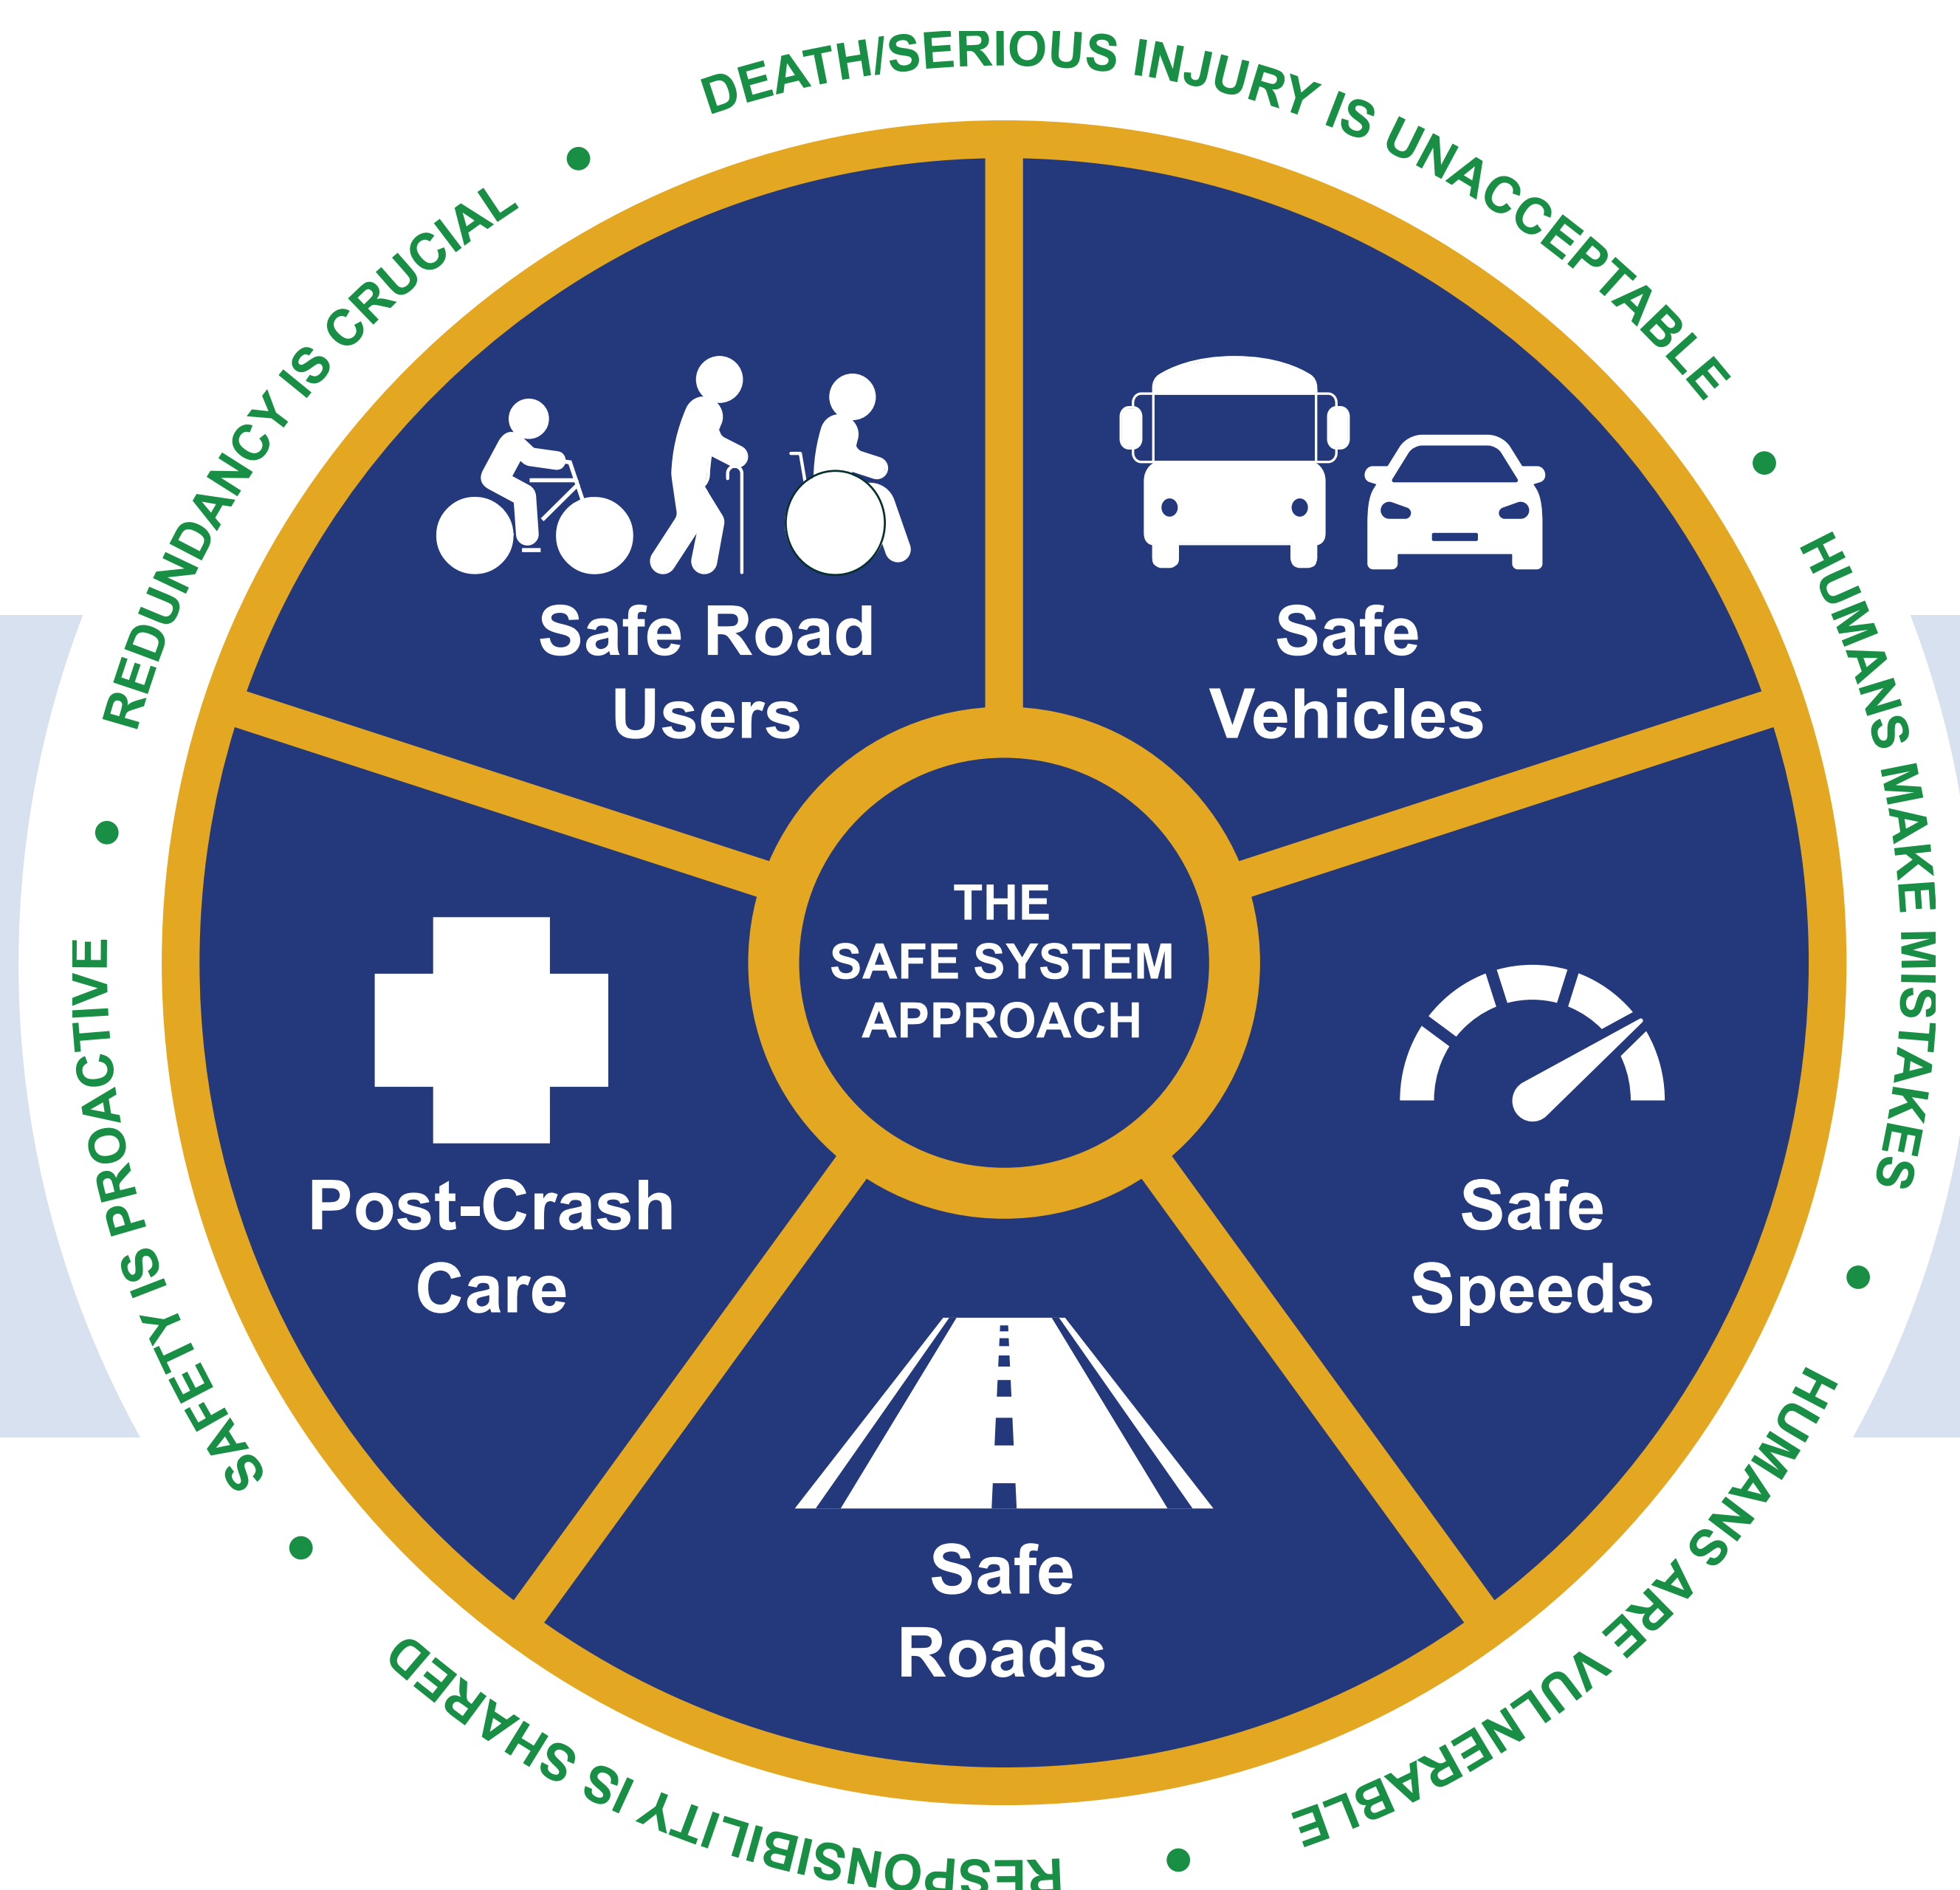 DEATH/SERIOUS INJURY IS UNACCEPTABLE
HUMANS MAKE MISTAKES
HUMANS ARE VULNERABLE
RESPONSIBILITY IS SHARED
SAFETY IS PROACTIVE
REDUNDANCY IS CRUCIAL
Safe Road
Users
Safe
Vehicles
Safe
Speeds
Safe
Roads
Post-Crash
Care
THE
SAFE SYSTEM
APPROACH